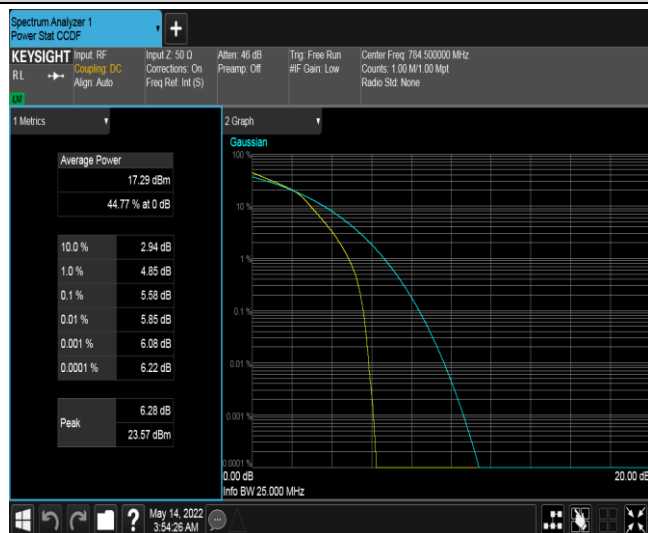 Spectrum Analyzer 1
Power Stat CCDF
+
KEYSIGHT
RL
LXI
Input: RF
Coupling: DC
Align: Auto
Input Z: 50 Ω
Corrections: On
Freq Ref: Int (S)
Atten: 46 dB
Preamp: Off
Trig: Free Run
#IF Gain: Low
Center Freq: 784.500000 MHz
Counts: 1.00 M/1.00 Mpt
Radio Std: None
1 Metrics
Average Power
17.29 dBm
44.77 % at 0 dB
10.0 % 2.94 dB
1.0 % 4.85 dB
0.1 % 5.58 dB
0.01 % 5.85 dB
0.001 % 6.08 dB
0.0001 % 6.22 dB
Peak
6.28 dB
23.57 dBm
2 Graph
Gaussian
100 %
10 %
1 %
0.1 %
0.01 %
0.001 %
0.0001 %
0.00 dB 20.00 dB
Info BW 25.000 MHz
? May 14, 2022
3:54:26 AM